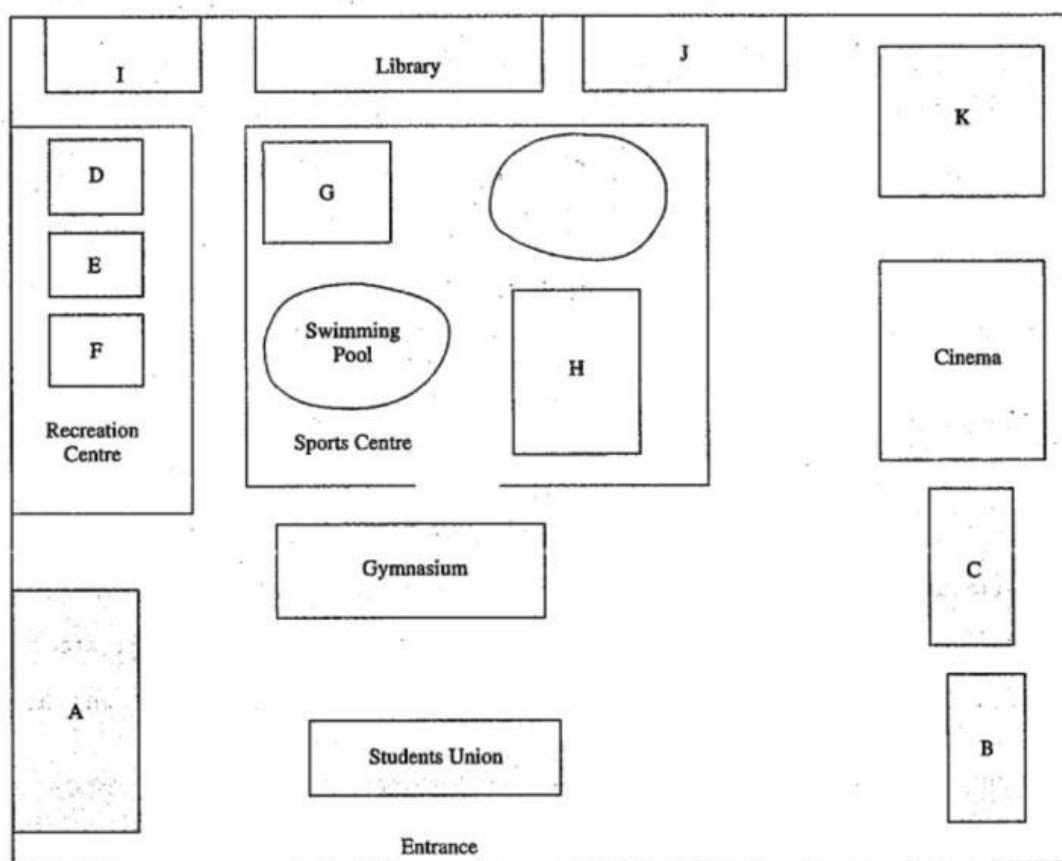 I
Library
J
K
D
G
E
Swimming
Pool
F
H
Cinema
Recreation
Centre
Sports Centre
Gymnasium
C
A
Students Union
B
Entrance